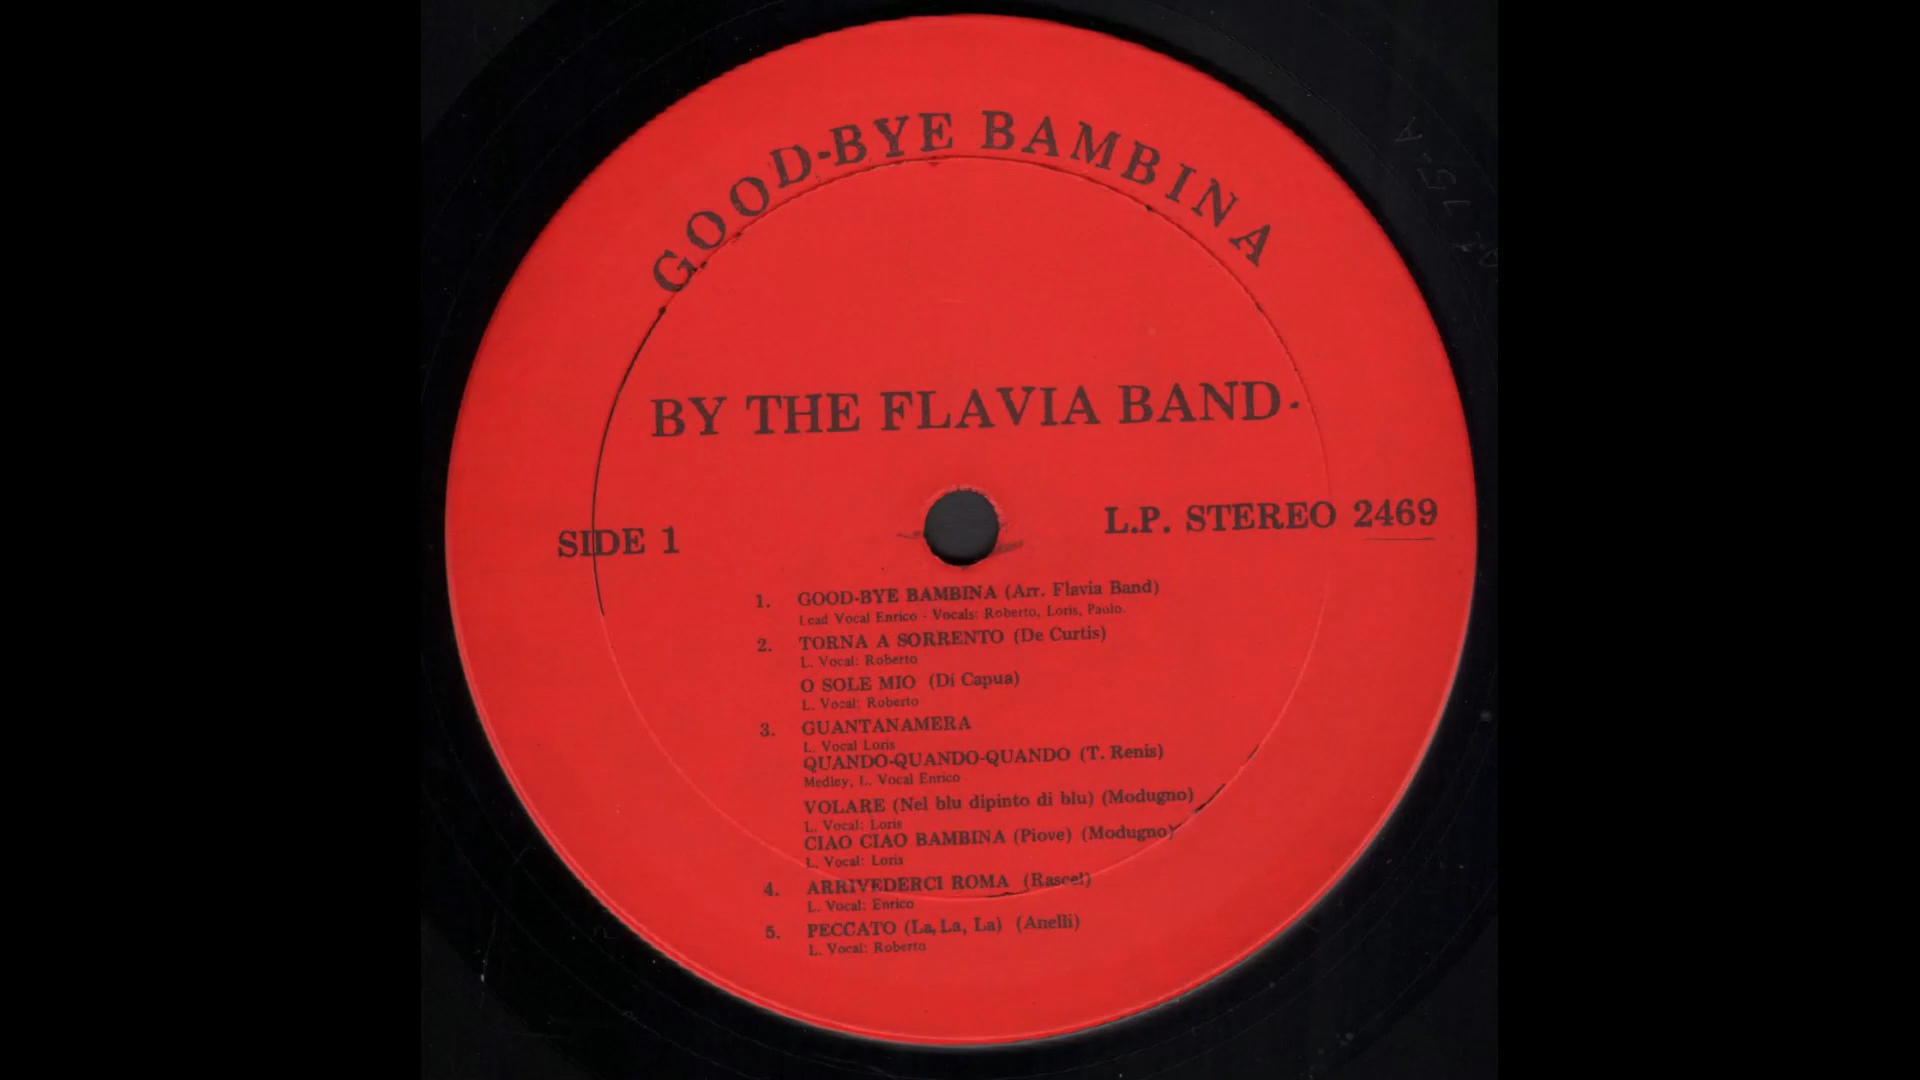 GOOD-BYE BAMBINA
BY THE FLAVIA BAND
SIDE 1
L.P. STEREO 2469
1. GOOD-BYE BAMBINA (Arr. Flavia Band)
Lead Vocal Enrico - Vocals: Roberto, Loris, Paolo.
2. TORNA A SORRENTO (De Curtis)
L. Vocal: Roberto
O SOLE MIO (Di Capua)
L. Vocal: Roberto
3. GUANTANAMERA
L. Vocal Loris
QUANDO-QUANDO-QUANDO (T. Renis)
Medley, L. Vocal Enrico
VOLARE (Nel blu dipinto di blu) (Modugno)
L. Vocal: Loris
CIAO CIAO BAMBINA (Piove) (Modugno)
L. Vocal: Loris
4. ARRIVEDERCI ROMA (Rascel)
L. Vocal: Enrico
5. PECCATO (La, La, La) (Anelli)
L. Vocal: Roberto